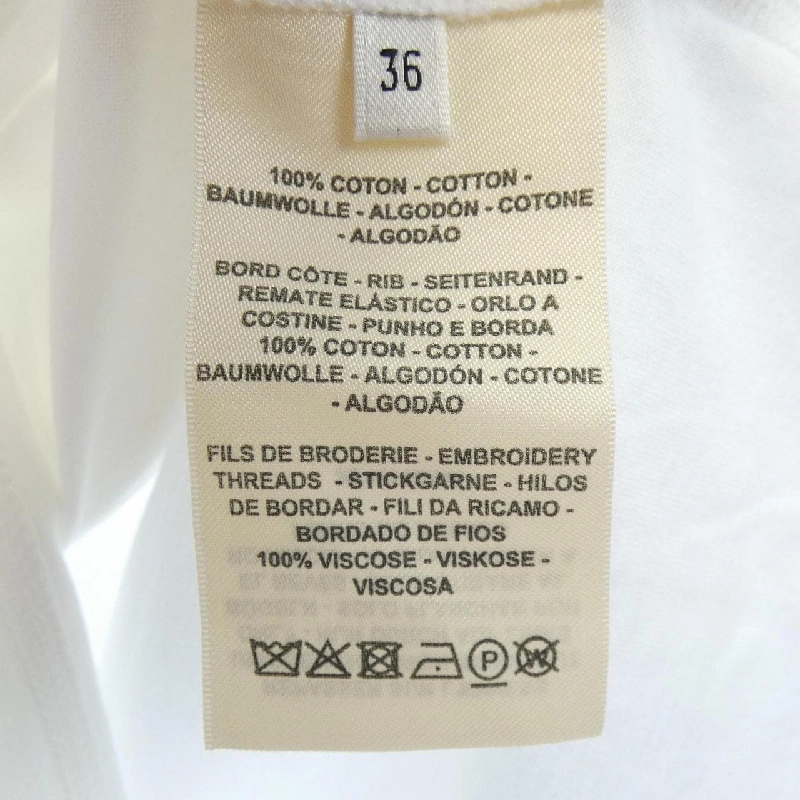 36
100% COTON - COTTON -
BAUMWOLLE - ALGODÓN - COTONE
- ALGODÃO
BORD CÔTE - RIB - SEITENRAND -
REMATE ELÁSTICO - ORLO A
COSTINE - PUNHO E BORDA
100% COTON - COTTON -
BAUMWOLLE - ALGODÓN - COTONE
- ALGODÃO
FILS DE BRODERIE - EMBROIDERY
THREADS - STICKGARNE - HILOS
DE BORDAR - FILI DA RICAMO -
BORDADO DE FIOS
100% VISCOSE - VISKOSE -
VISCOSA
P W